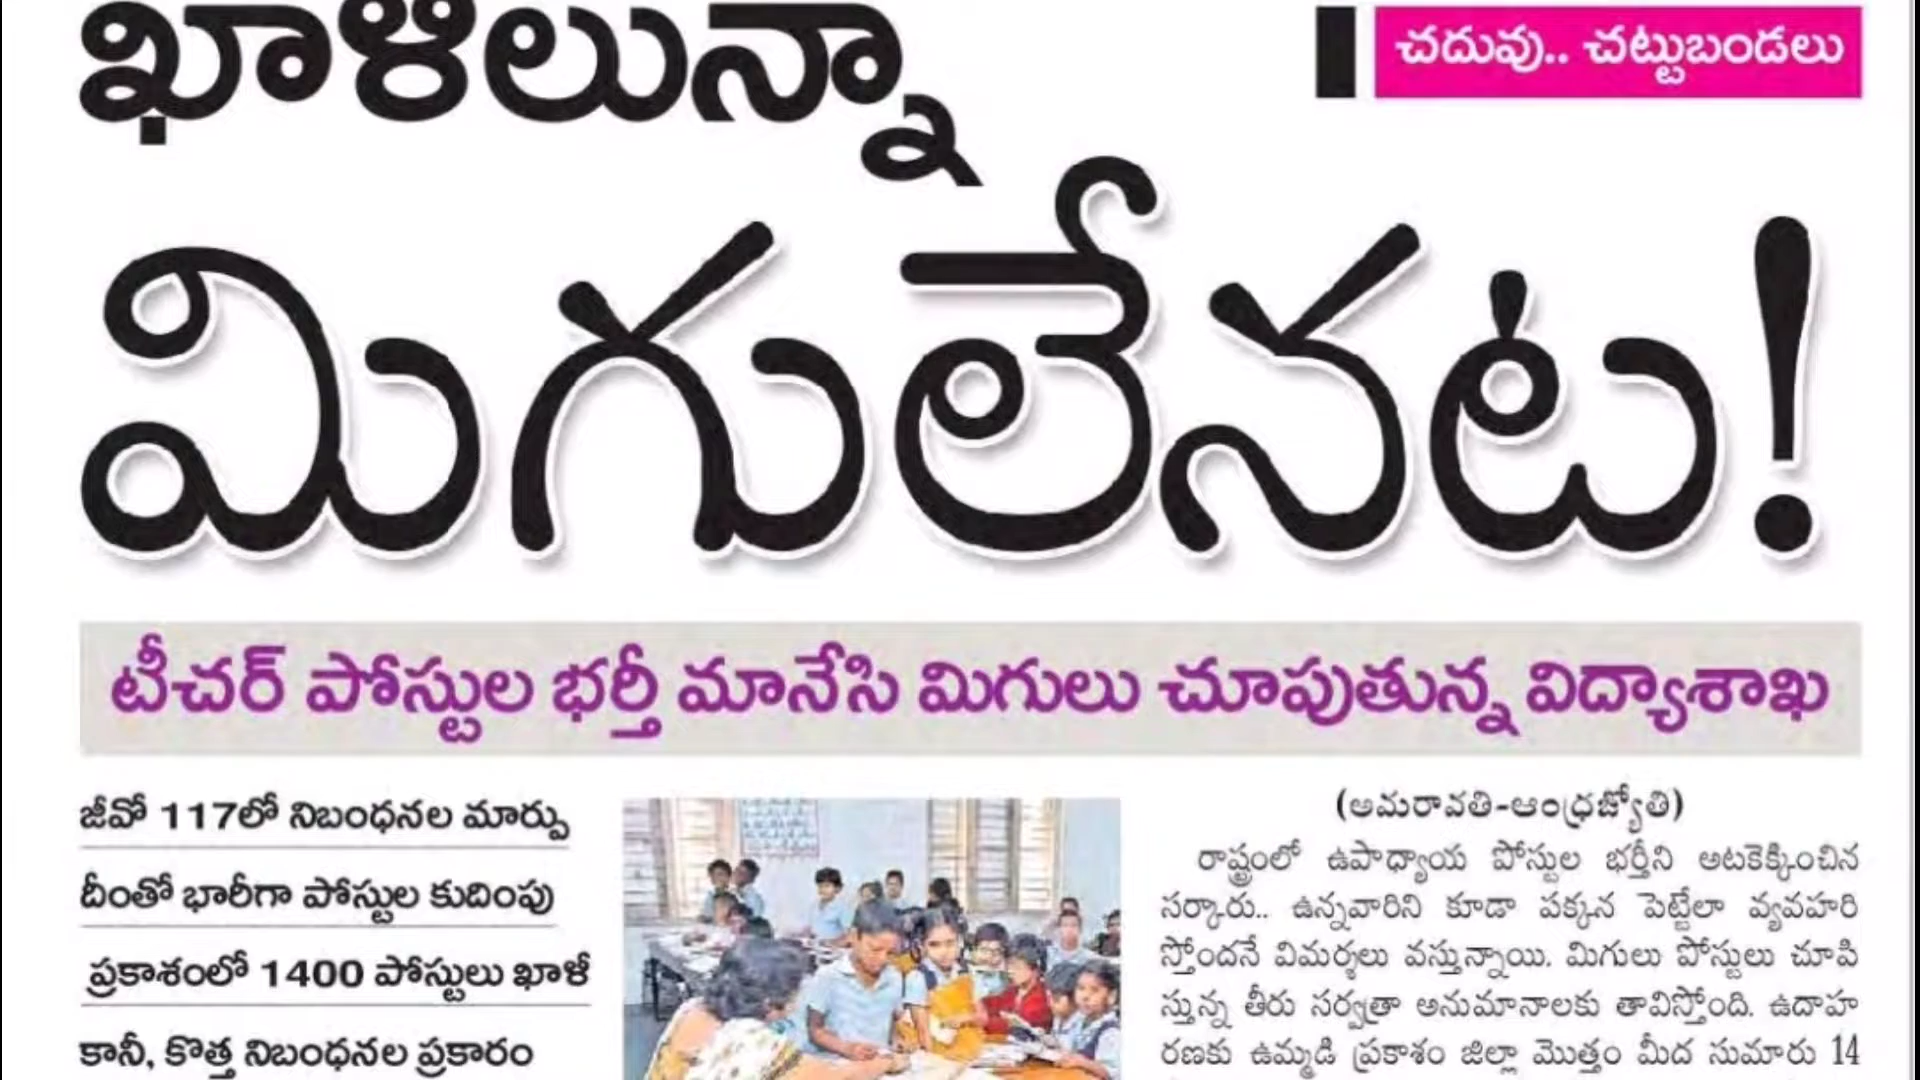 ఖాళీలున్నా
చదువు.. చట్టుబండలు
మిగులేనట!
టీచర్ పోస్టుల భర్తీ మానేసి మిగులు చూపుతున్న విద్యాశాఖ
జీవో 117లో నిబంధనల మార్పు
దీంతో భారీగా పోస్టుల కుదింపు
ప్రకాశంలో 1400 పోస్టులు ఖాళీ
కానీ, కొత్త నిబంధనల ప్రకారం
(అమరావతి-ఆంధ్రజ్యోతి)
రాష్ట్రంలో ఉపాధ్యాయ పోస్టుల భర్తీని అటకెక్కించిన
సర్కారు.. ఉన్నవారిని కూడా పక్కన పెట్టేలా వ్యవహరి
స్తోందనే విమర్శలు వస్తున్నాయి. మిగులు పోస్టులు చూపి
స్తున్న తీరు సర్వత్రా అనుమానాలకు తావిస్తోంది. ఉదాహ
రణకు ఉమ్మడి ప్రకాశం జిల్లా మొత్తం మీద సుమారు 14